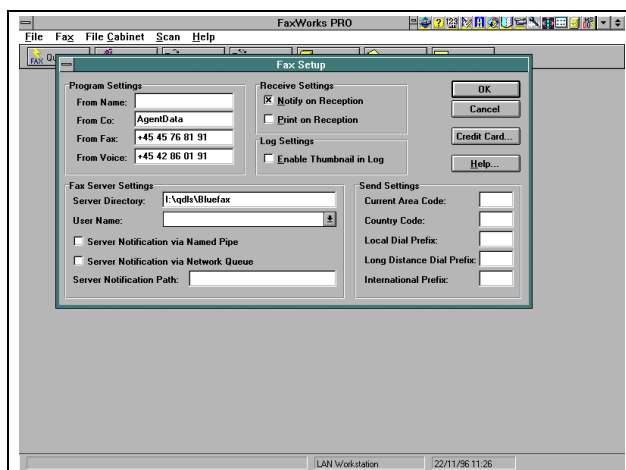 FaxWorks PRO
File Fax File Cabinet Scan Help
FAX Qu
Fax Setup
Program Settings
From Name:
From Co: AgentData
From Fax: +45 45 76 81 91
From Voice: +45 42 86 01 91
Receive Settings
Notify on Reception
Print on Reception
Log Settings
Enable Thumbnail in Log
OK
Cancel
Credit Card...
Help...
Fax Server Settings
Server Directory: I:\qdls\Bluefax
User Name:
Server Notification via Named Pipe
Server Notification via Network Queue
Server Notification Path:
Send Settings
Current Area Code:
Country Code:
Local Dial Prefix:
Long Distance Dial Prefix:
International Prefix:
LAN Workstation 22/11/96 11:26